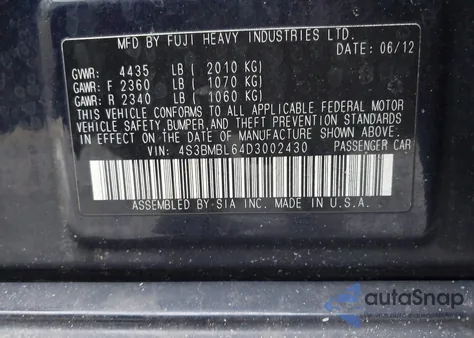 MFD BY FUJI HEAVY INDUSTRIES LTD.
DATE: 06/12
GVWR: 4435 LB ( 2010 KG)
GAWR: F 2360 LB ( 1070 KG)
GAWR: R 2340 LB ( 1060 KG)
THIS VEHICLE CONFORMS TO ALL APPLICABLE FEDERAL MOTOR
VEHICLE SAFETY, BUMPER, AND THEFT PREVENTION STANDARDS
IN EFFECT ON THE DATE OF MANUFACTURE SHOWN ABOVE.
VIN: 4S3BMBL64D3002430 PASSENGER CAR
ASSEMBLED BY SIA INC. MADE IN U.S.A.
autoSnap